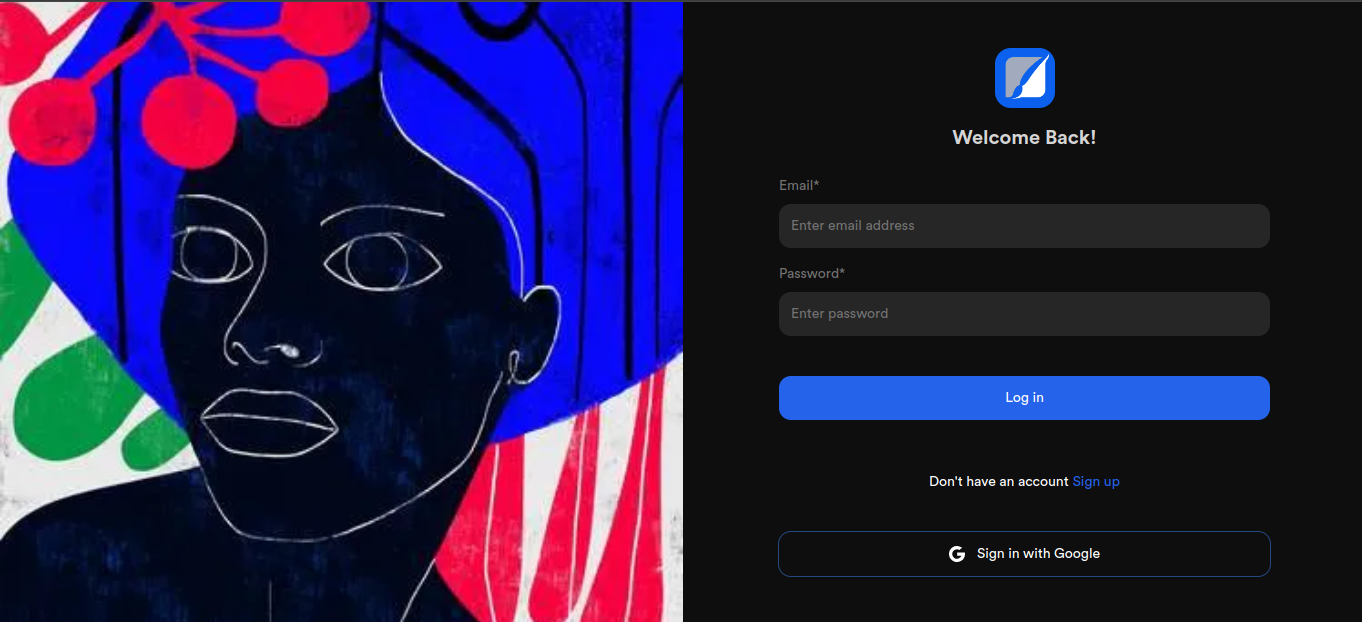 Welcome Back!
Email*
Enter email address
Password*
Enter password
Log in
Don't have an account Sign up
Sign in with Google